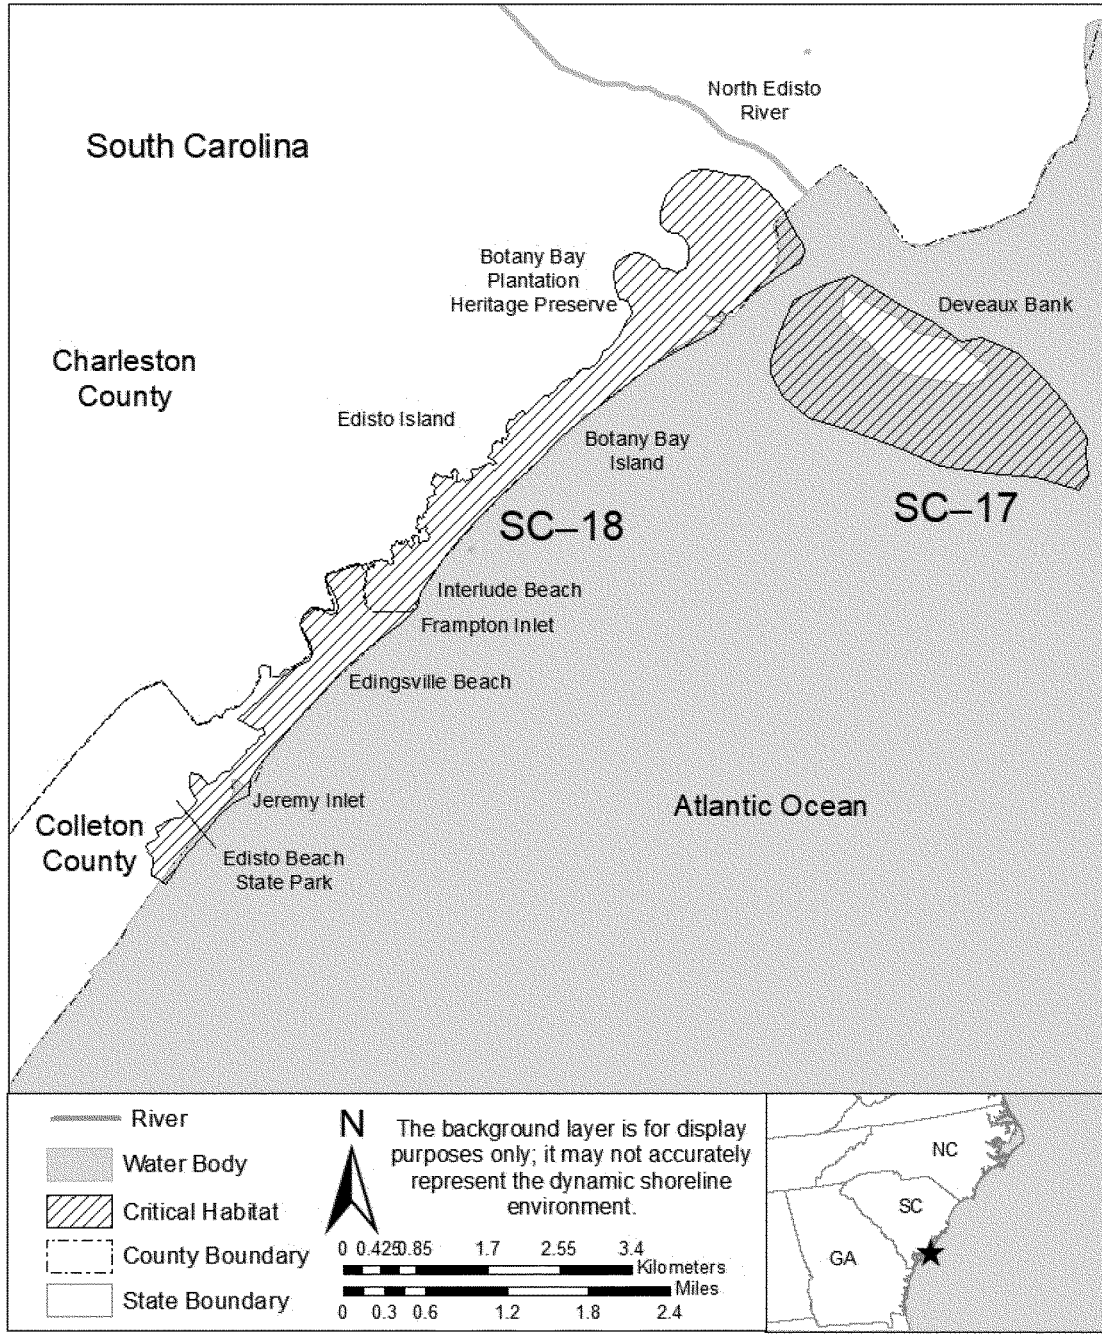 North Edisto
River
South Carolina
Botany Bay
Plantation
Heritage Preserve
Deveaux Bank
Charleston
County
Edisto Island
Botany Bay
Island
SC–17
SC–18
Interlude Beach
Frampton Inlet
Edingsville Beach
Jeremy Inlet
Atlantic Ocean
Colleton
County
Edisto Beach
State Park
River
Water Body
Critical Habitat
County Boundary
State Boundary
N
The background layer is for display
purposes only; it may not accurately
represent the dynamic shoreline
environment.
0 0.425 0.85 1.7 2.55 3.4
Kilometers
Miles
0 0.3 0.6 1.2 1.8 2.4
NC
SC
GA